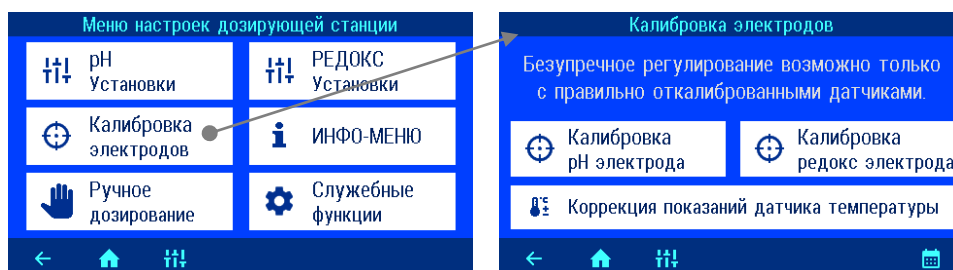 Меню настроек дозирующей станции
pH
Установки
РЕДОКС
Установки
Калибровка
электродов
ИНФО-МЕНЮ
Ручное
дозирование
Служебные
функции
Калибровка электродов
Безупречное регулирование возможно только
с правильно откалиброванными датчиками.
Калибровка
pH электрода
Калибровка
редокс электрода
Коррекция показаний датчика температуры